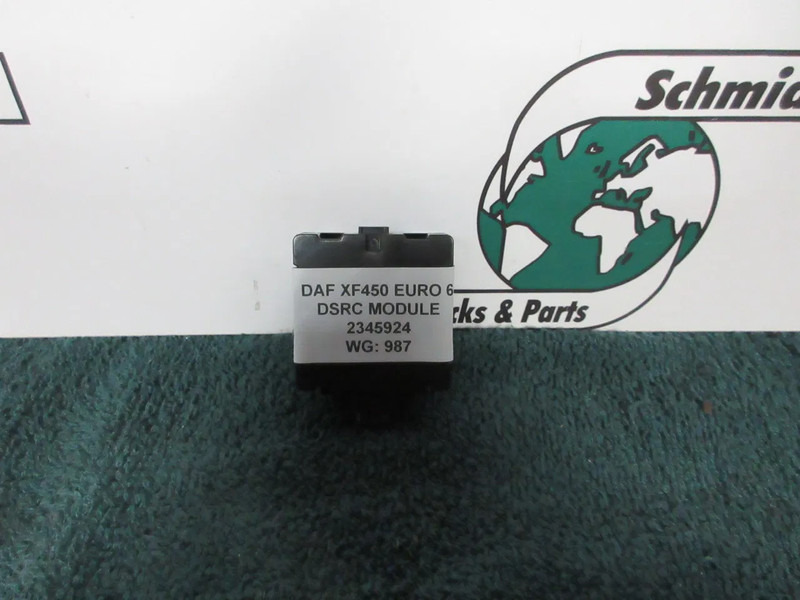 Schmid
cks & Parts
DAF XF450 EURO 6
DSRC MODULE
2345924
WG: 987